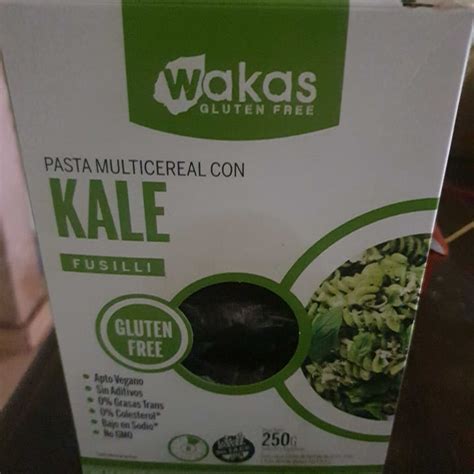 Wakas
GLUTEN FREE
PASTA MULTICEREAL CON
KALE
FUSILLI
GLUTEN
FREE
• Apto Vegano
• Sin Aditivos
• 0% Grasas Trans
• 0% Colesterol*
• Bajo en Sodio*
• No GMO
250G